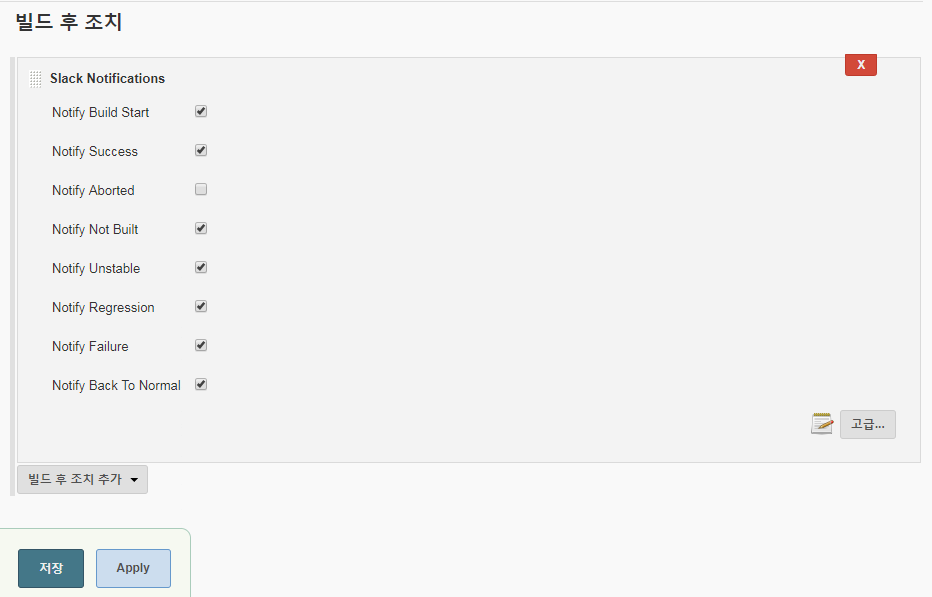 빌드 후 조치
X
Slack Notifications
Notify Build Start
Notify Success
Notify Aborted
Notify Not Built
Notify Unstable
Notify Regression
Notify Failure
Notify Back To Normal
고급...
빌드 후 조치 추가
저장 Apply